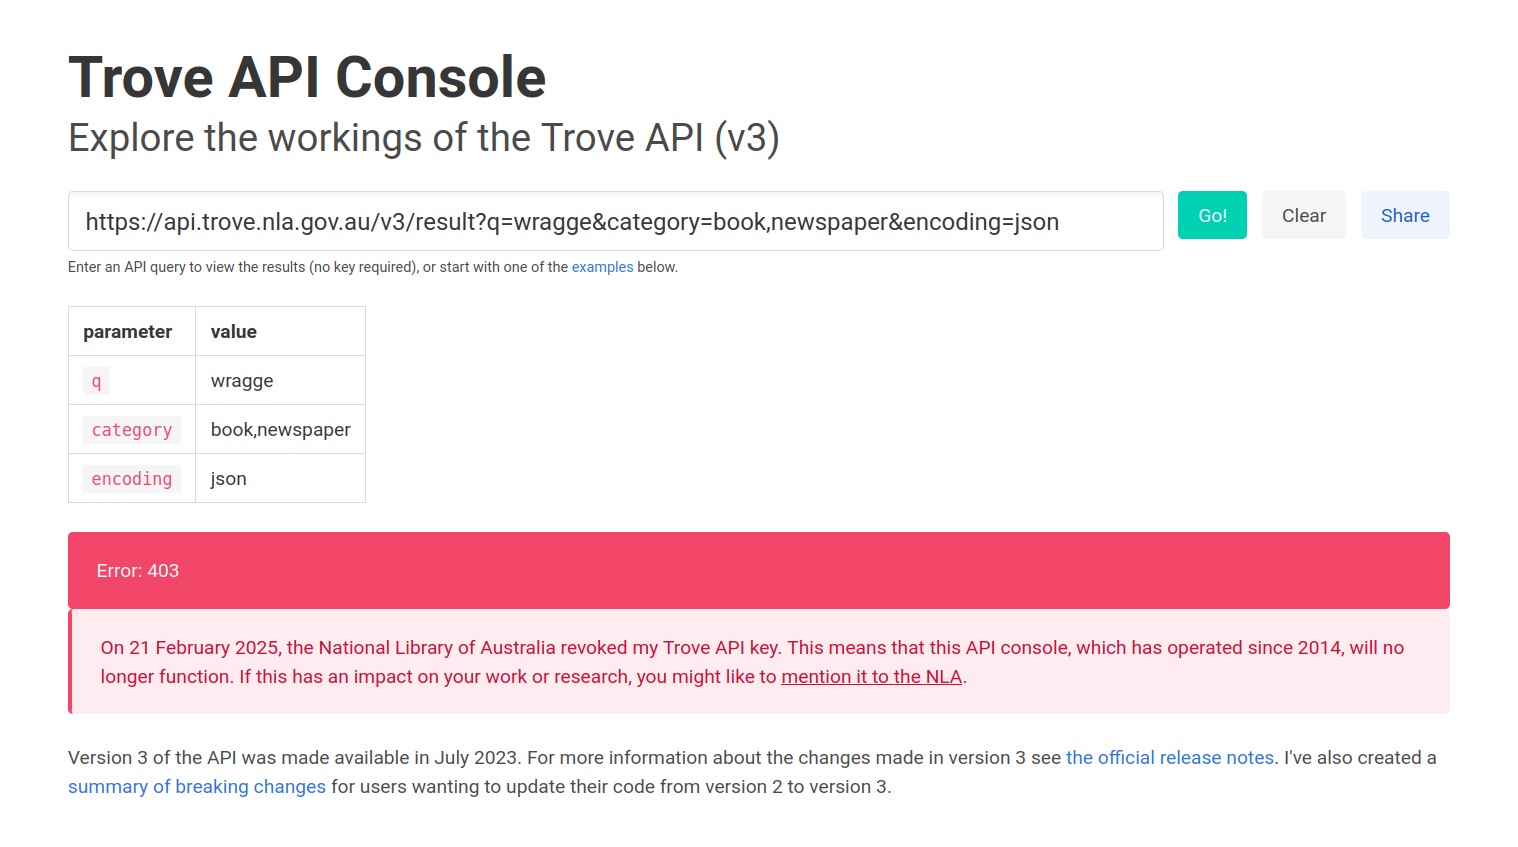 Trove API Console
Explore the workings of the Trove API (v3)
https://api.trove.nla.gov.au/v3/result?q=wragge&category=book,newspaper&encoding=json
Go!
Clear
Share
Enter an API query to view the results (no key required), or start with one of the examples below.
parameter value
q wragge
category book,newspaper
encoding json
Error: 403
On 21 February 2025, the National Library of Australia revoked my Trove API key. This means that this API console, which has operated since 2014, will no
longer function. If this has an impact on your work or research, you might like to mention it to the NLA.
Version 3 of the API was made available in July 2023. For more information about the changes made in version 3 see the official release notes. I've also created a
summary of breaking changes for users wanting to update their code from version 2 to version 3.